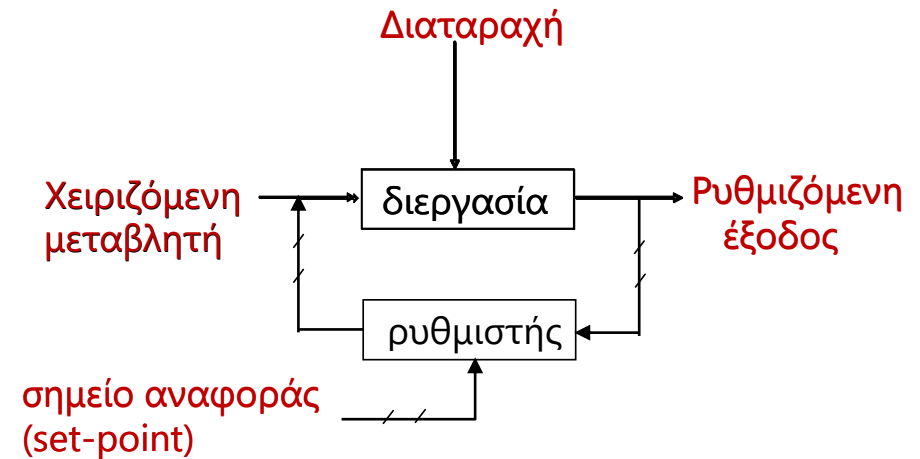 Διαταραχή
Χειριζόμενη
μεταβλητή
διεργασία
Ρυθμιζόμενη
έξοδος
ρυθμιστής
σημείο αναφοράς
(set-point)